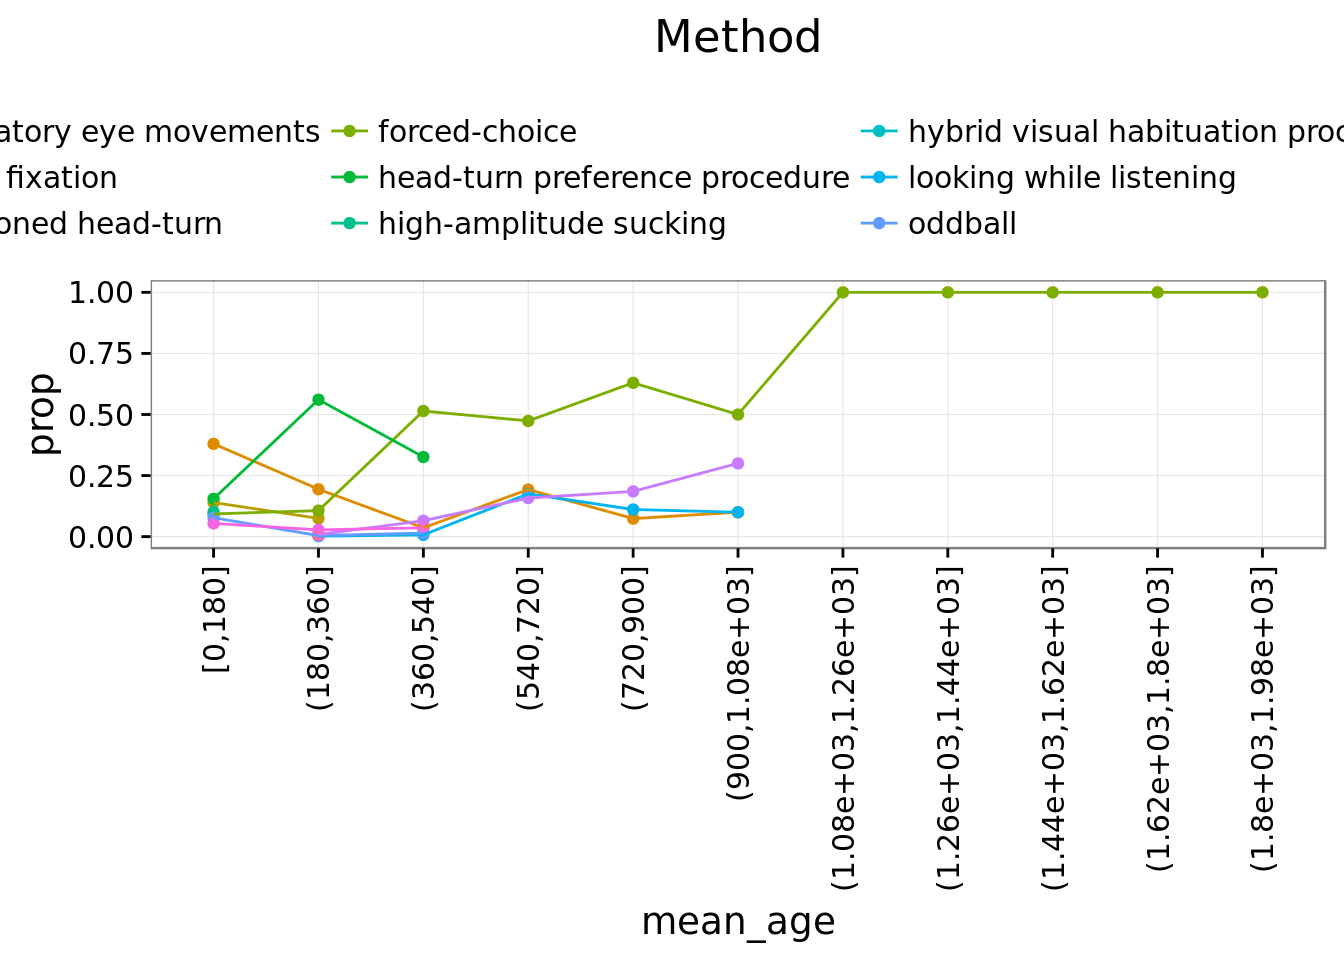 Method
atory eye movements forced-choice hybrid visual habituation proc
fixation head-turn preference procedure looking while listening
oned head-turn high-amplitude sucking oddball
1.00
0.75
0.50
0.25
0.00
prop
[0,180]
(180,360]
(360,540]
(540,720]
(720,900]
(900,1.08e+03]
(1.08e+03,1.26e+03]
(1.26e+03,1.44e+03]
(1.44e+03,1.62e+03]
(1.62e+03,1.8e+03]
(1.8e+03,1.98e+03]
mean_age